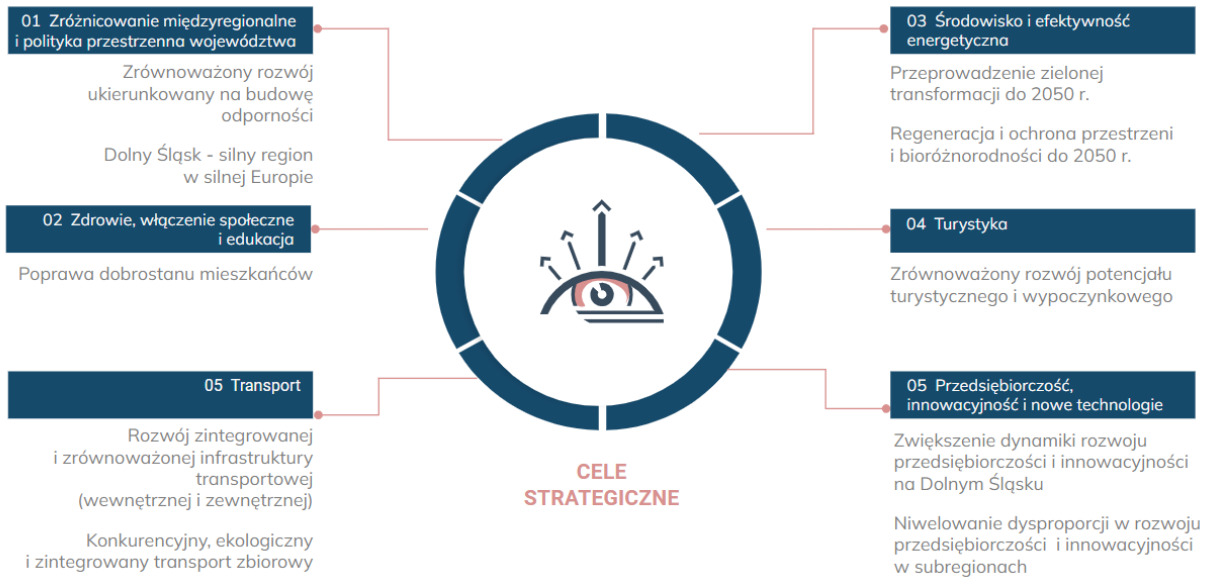 01 Zróżnicowanie międzyregionalne
i polityka przestrzenna województwa
Zrównoważony rozwój
ukierunkowany na budowę
odporności
Dolny Śląsk - silny region
w silnej Europie
02 Zdrowie, włączenie społeczne
i edukacja
Poprawa dobrostanu mieszkańców
05 Transport
Rozwój zintegrowanej
i zrównoważonej infrastruktury
transportowej
(wewnętrznej i zewnętrznej)
Konkurencyjny, ekologiczny
i zintegrowany transport zbiorowy
CELE
STRATEGICZNE
03 Środowisko i efektywność
energetyczna
Przeprowadzenie zielonej
transformacji do 2050 r.
Regeneracja i ochrona przestrzeni
i bioróżnorodności do 2050 r.
04 Turystyka
Zrównoważony rozwój potencjału
turystycznego i wypoczynkowego
05 Przedsiębiorczość,
innowacyjność i nowe technologie
Zwiększenie dynamiki rozwoju
przedsiębiorczości i innowacyjności
na Dolnym Śląsku
Niwelowanie dysproporcji w rozwoju
przedsiębiorczości i innowacyjności
w subregionach